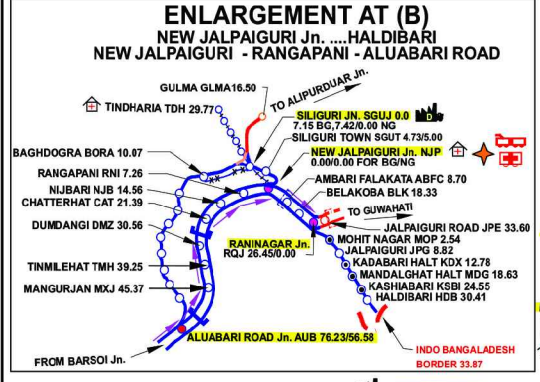 ENLARGEMENT AT (B)
NEW JALPAIGURI Jn. ....HALDIBARI
NEW JALPAIGURI - RANGAPANI - ALUABARI ROAD
GULMA GLMA16.50
TO ALIPURDUAR Jn.
TINDHARIA TDH 29.77
SILIGURI JN. SGUJ 0.0
7.15 BG,7.42/0.00 NG
SILIGURI TOWN SGUT 4.73/5.00
NEW JALPAIGURI Jn. NJP
0.00/0.00 FOR BG/NG
BAGHDOGRA BORA 10.07
RANGAPANI RNI 7.26
NIJBARI NJB 14.56
CHATTERHAT CAT 21.39
DUMDANGI DMZ 30.56
TINMILEHAT TMH 39.25
MANGURJAN MXJ 45.37
AMBARI FALAKATA ABFC 8.70
BELAKOBA BLK 18.33
TO GUWAHATI
JALPAIGURI ROAD JPE 33.60
RANINAGAR Jn.
RQJ 26.45/0.00
MOHIT NAGAR MOP 2.54
JALPAIGURI JPG 8.82
KADABARI HALT KDX 12.78
MANDALGHAT HALT MDG 18.63
KASHIABARI KSBI 24.55
HALDIBARI HDB 30.41
ALUABARI ROAD Jn. AUB 76.23/56.58
FROM BARSOI Jn.
INDO BANGALADESH
BORDER 33.87